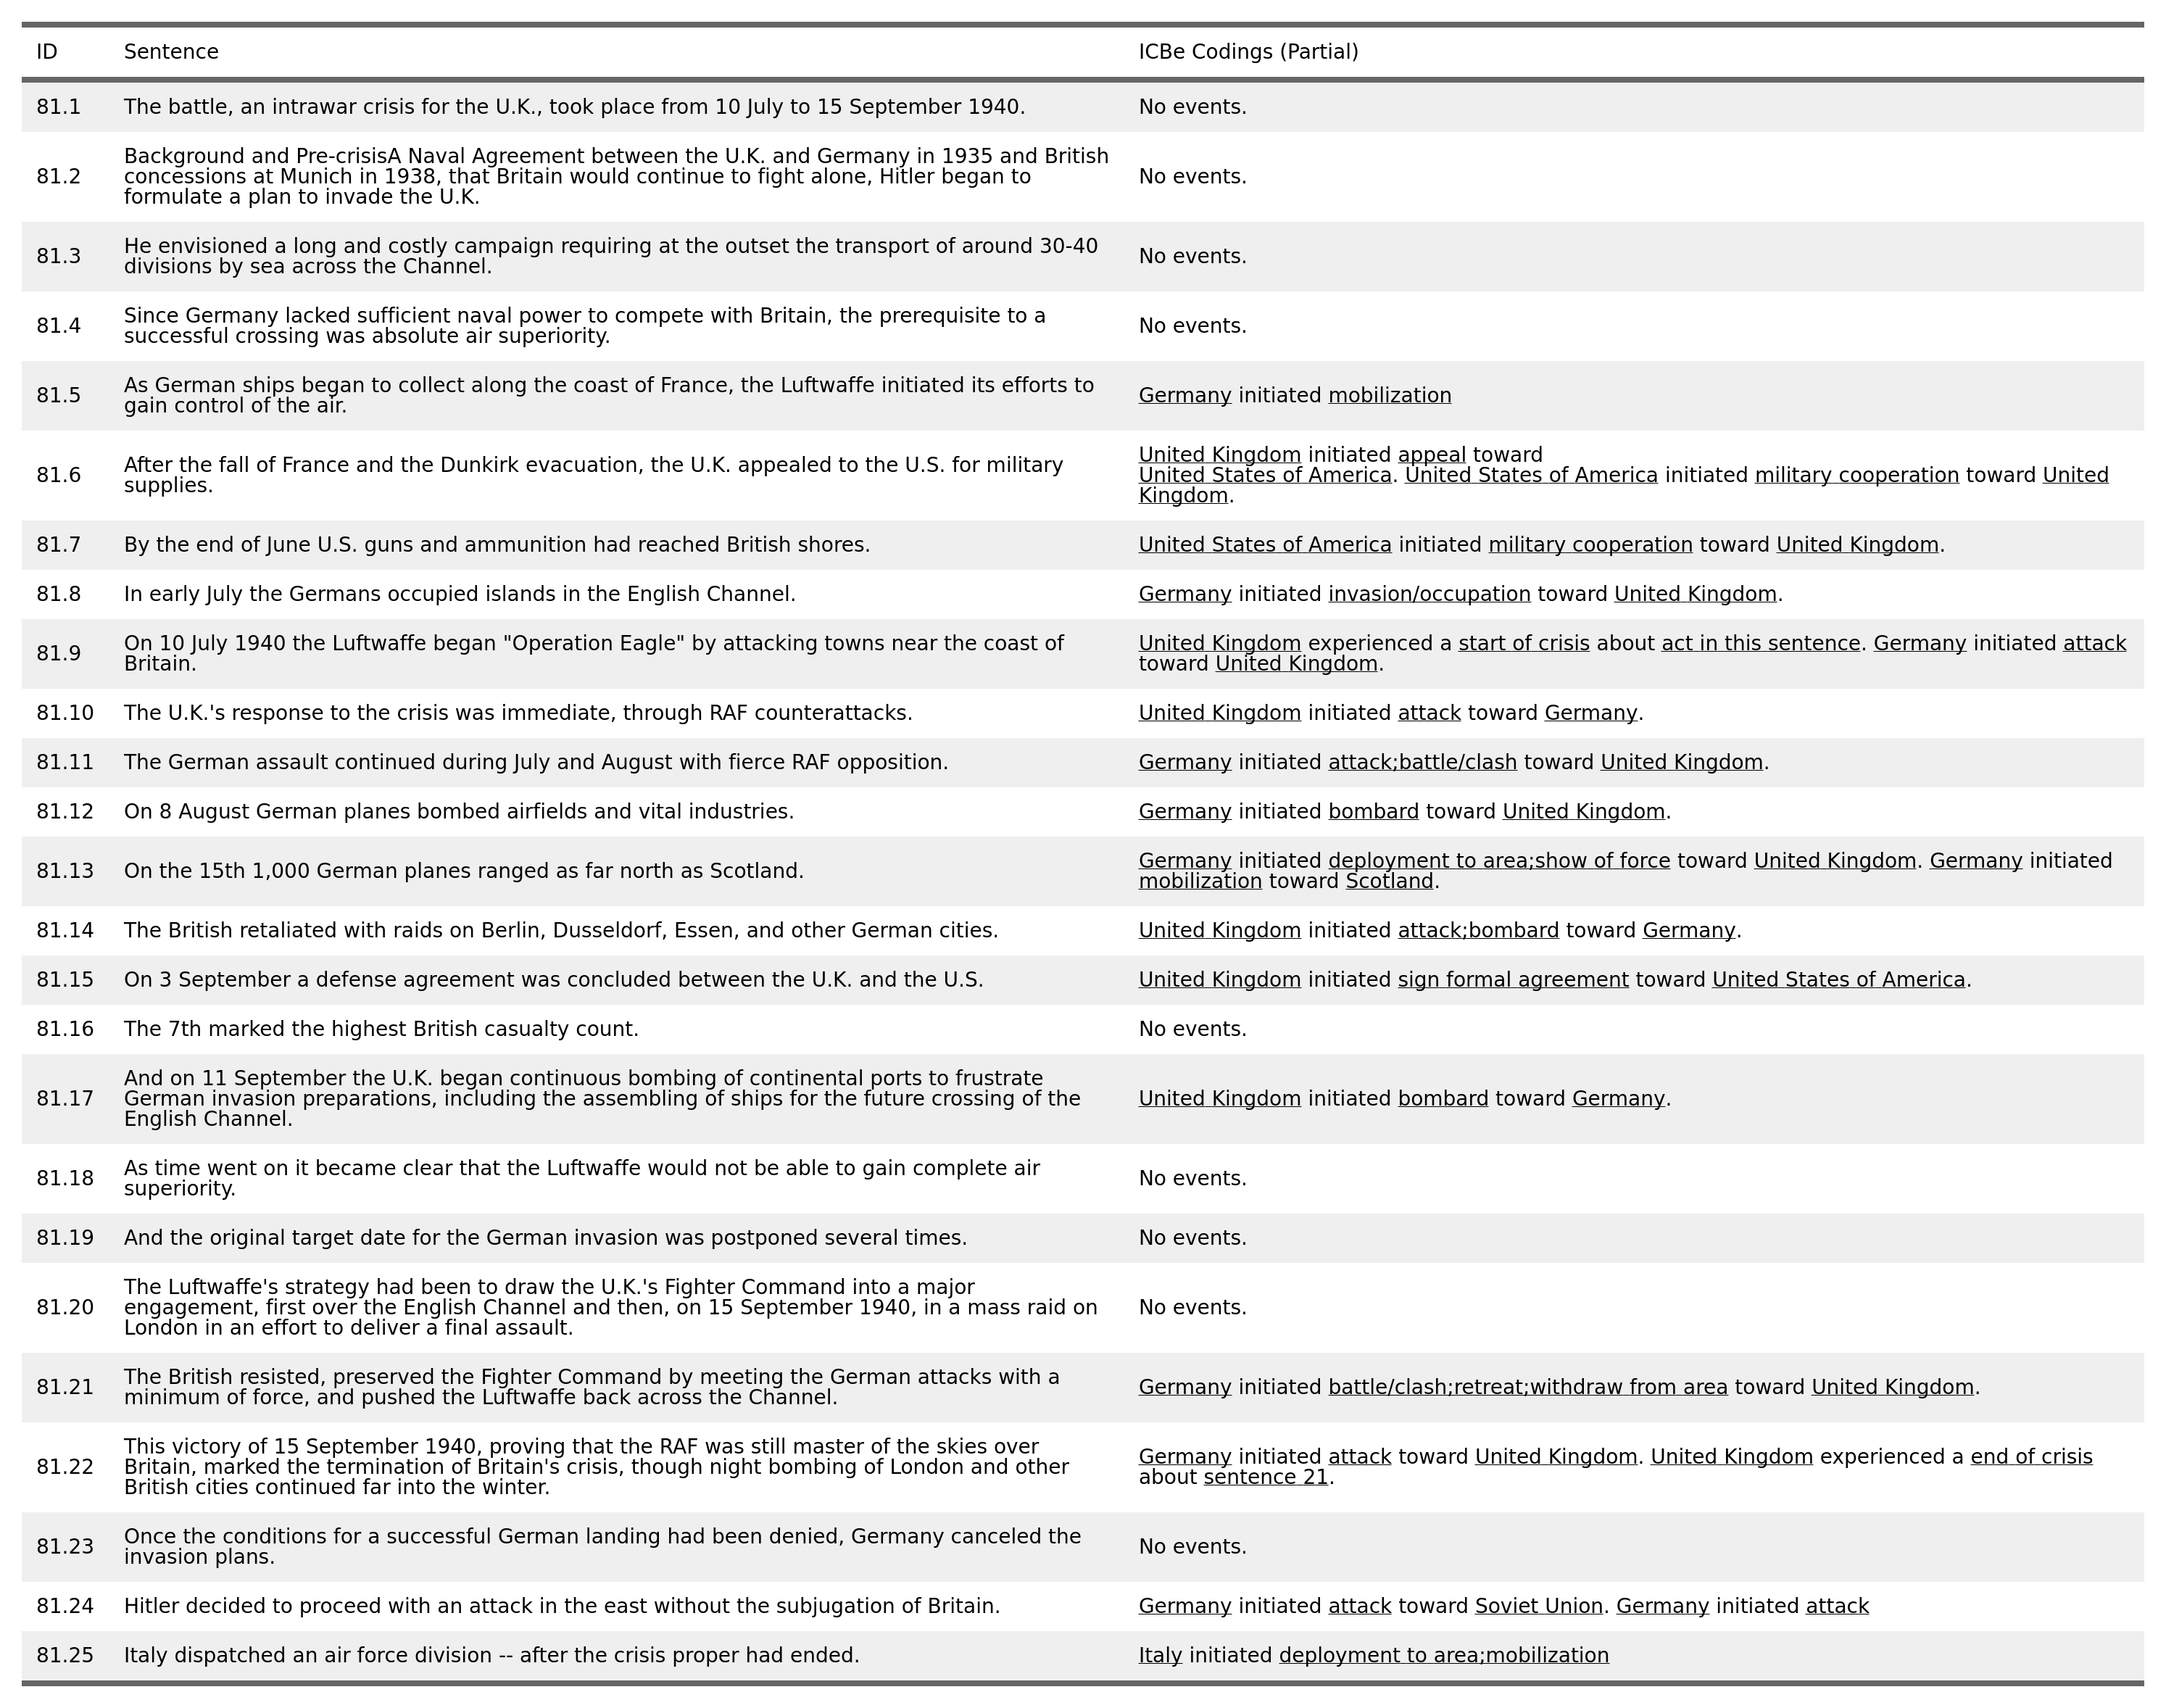 ID Sentence ICBe Codings (Partial)
81.1 The battle, an intrawar crisis for the U.K., took place from 10 July to 15 September 1940. No events.
81.2 Background and Pre-crisisA Naval Agreement between the U.K. and Germany in 1935 and British
concessions at Munich in 1938, that Britain would continue to fight alone, Hitler began to
formulate a plan to invade the U.K.
No events.
81.3 He envisioned a long and costly campaign requiring at the outset the transport of around 30-40
divisions by sea across the Channel.
No events.
81.4 Since Germany lacked sufficient naval power to compete with Britain, the prerequisite to a
successful crossing was absolute air superiority.
No events.
81.5 As German ships began to collect along the coast of France, the Luftwaffe initiated its efforts to
gain control of the air.
Germany initiated mobilization
81.6 After the fall of France and the Dunkirk evacuation, the U.K. appealed to the U.S. for military
supplies.
United Kingdom initiated appeal toward
United States of America. United States of America initiated military cooperation toward United
Kingdom.
81.7 By the end of June U.S. guns and ammunition had reached British shores. United States of America initiated military cooperation toward United Kingdom.
81.8 In early July the Germans occupied islands in the English Channel. Germany initiated invasion/occupation toward United Kingdom.
81.9 On 10 July 1940 the Luftwaffe began "Operation Eagle" by attacking towns near the coast of
Britain.
United Kingdom experienced a start of crisis about act in this sentence. Germany initiated attack
toward United Kingdom.
81.10 The U.K.'s response to the crisis was immediate, through RAF counterattacks. United Kingdom initiated attack toward Germany.
81.11 The German assault continued during July and August with fierce RAF opposition. Germany initiated attack;battle/clash toward United Kingdom.
81.12 On 8 August German planes bombed airfields and vital industries. Germany initiated bombard toward United Kingdom.
81.13 On the 15th 1,000 German planes ranged as far north as Scotland.
Germany initiated deployment to area;show of force toward United Kingdom. Germany initiated
mobilization toward Scotland.
81.14 The British retaliated with raids on Berlin, Dusseldorf, Essen, and other German cities. United Kingdom initiated attack;bombard toward Germany.
81.15 On 3 September a defense agreement was concluded between the U.K. and the U.S. United Kingdom initiated sign formal agreement toward United States of America.
81.16 The 7th marked the highest British casualty count. No events.
81.17 And on 11 September the U.K. began continuous bombing of continental ports to frustrate
German invasion preparations, including the assembling of ships for the future crossing of the
English Channel.
United Kingdom initiated bombard toward Germany.
81.18 As time went on it became clear that the Luftwaffe would not be able to gain complete air
superiority.
No events.
81.19 And the original target date for the German invasion was postponed several times. No events.
81.20 The Luftwaffe's strategy had been to draw the U.K.'s Fighter Command into a major
engagement, first over the English Channel and then, on 15 September 1940, in a mass raid on
London in an effort to deliver a final assault.
No events.
81.21 The British resisted, preserved the Fighter Command by meeting the German attacks with a
minimum of force, and pushed the Luftwaffe back across the Channel.
Germany initiated battle/clash;retreat;withdraw from area toward United Kingdom.
81.22 This victory of 15 September 1940, proving that the RAF was still master of the skies over
Britain, marked the termination of Britain's crisis, though night bombing of London and other
British cities continued far into the winter.
Germany initiated attack toward United Kingdom. United Kingdom experienced a end of crisis
about sentence 21.
81.23 Once the conditions for a successful German landing had been denied, Germany canceled the
invasion plans.
No events.
81.24 Hitler decided to proceed with an attack in the east without the subjugation of Britain. Germany initiated attack toward Soviet Union. Germany initiated attack
81.25 Italy dispatched an air force division -- after the crisis proper had ended. Italy initiated deployment to area;mobilization